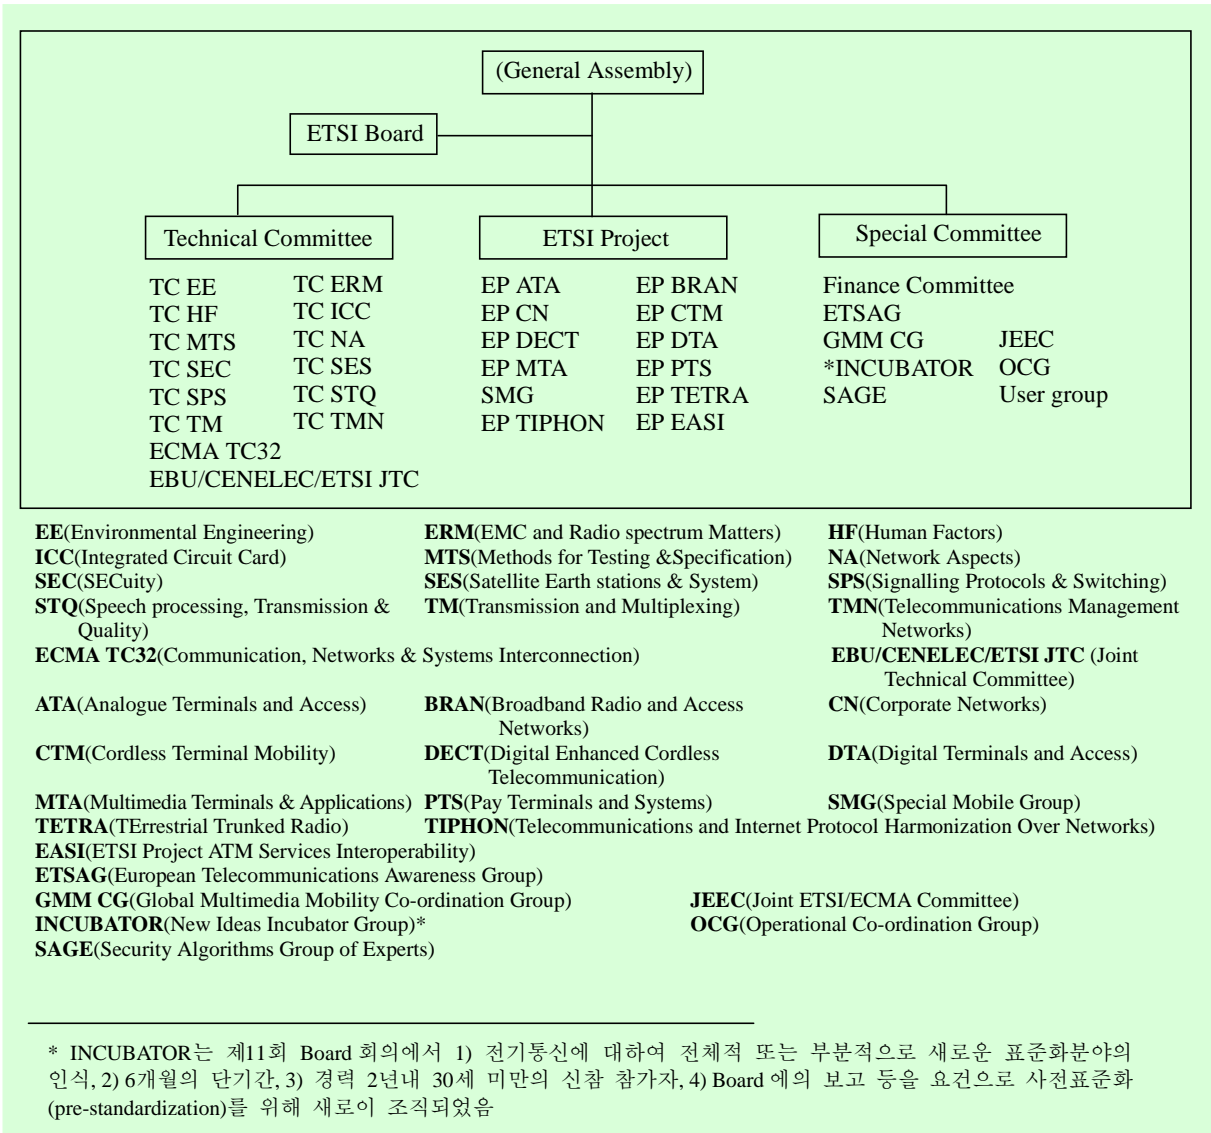 (General Assembly)
ETSI Board
Technical Committee
ETSI Project
Special Committee
TC EE
TC HF
TC MTS
TC SEC
TC SPS
TC TM
ECMA TC32
EBU/CENELEC/ETSI JTC
TC ERM
TC ICC
TC NA
TC SES
TC STQ
TC TMN
EP ATA
EP CN
EP DECT
EP MTA
SMG
EP TIPHON
EP BRAN
EP CTM
EP DTA
EP PTS
EP TETRA
EP EASI
Finance Committee
ETSAG
GMM CG
*INCUBATOR
SAGE
JEEC
OCG
User group
EE(Environmental Engineering) ERM(EMC and Radio spectrum Matters) HF(Human Factors)
ICC(Integrated Circuit Card) MTS(Methods for Testing &Specification) NA(Network Aspects)
SEC(SECuity) SES(Satellite Earth stations & System) SPS(Signalling Protocols & Switching)
STQ(Speech processing, Transmission & TM(Transmission and Multiplexing) TMN(Telecommunications Management
Quality) Networks)
ECMA TC32(Communication, Networks & Systems Interconnection) EBU/CENELEC/ETSI JTC (Joint
Technical Committee)
ATA(Analogue Terminals and Access) BRAN(Broadband Radio and Access CN(Corporate Networks)
Networks)
CTM(Cordless Terminal Mobility) DECT(Digital Enhanced Cordless DTA(Digital Terminals and Access)
Telecommunication)
MTA(Multimedia Terminals & Applications) PTS(Pay Terminals and Systems) SMG(Special Mobile Group)
TETRA(TErrestrial Trunked Radio) TIPHON(Telecommunications and Internet Protocol Harmonization Over Networks)
EASI(ETSI Project ATM Services Interoperability)
ETSAG(European Telecommunications Awareness Group)
GMM CG(Global Multimedia Mobility Co-ordination Group) JEEC(Joint ETSI/ECMA Committee)
INCUBATOR(New Ideas Incubator Group)* OCG(Operational Co-ordination Group)
SAGE(Security Algorithms Group of Experts)
* INCUBATOR는 제11회 Board 회의에서 1) 전기통신에 대하여 전체적 또는 부분적으로 새로운 표준화분야의
인식, 2) 6개월의 단기간, 3) 경력 2년내 30세 미만의 신참 참가자, 4) Board 에의 보고 등을 요건으로 사전표준화
(pre-standardization)를 위해 새로이 조직되었음